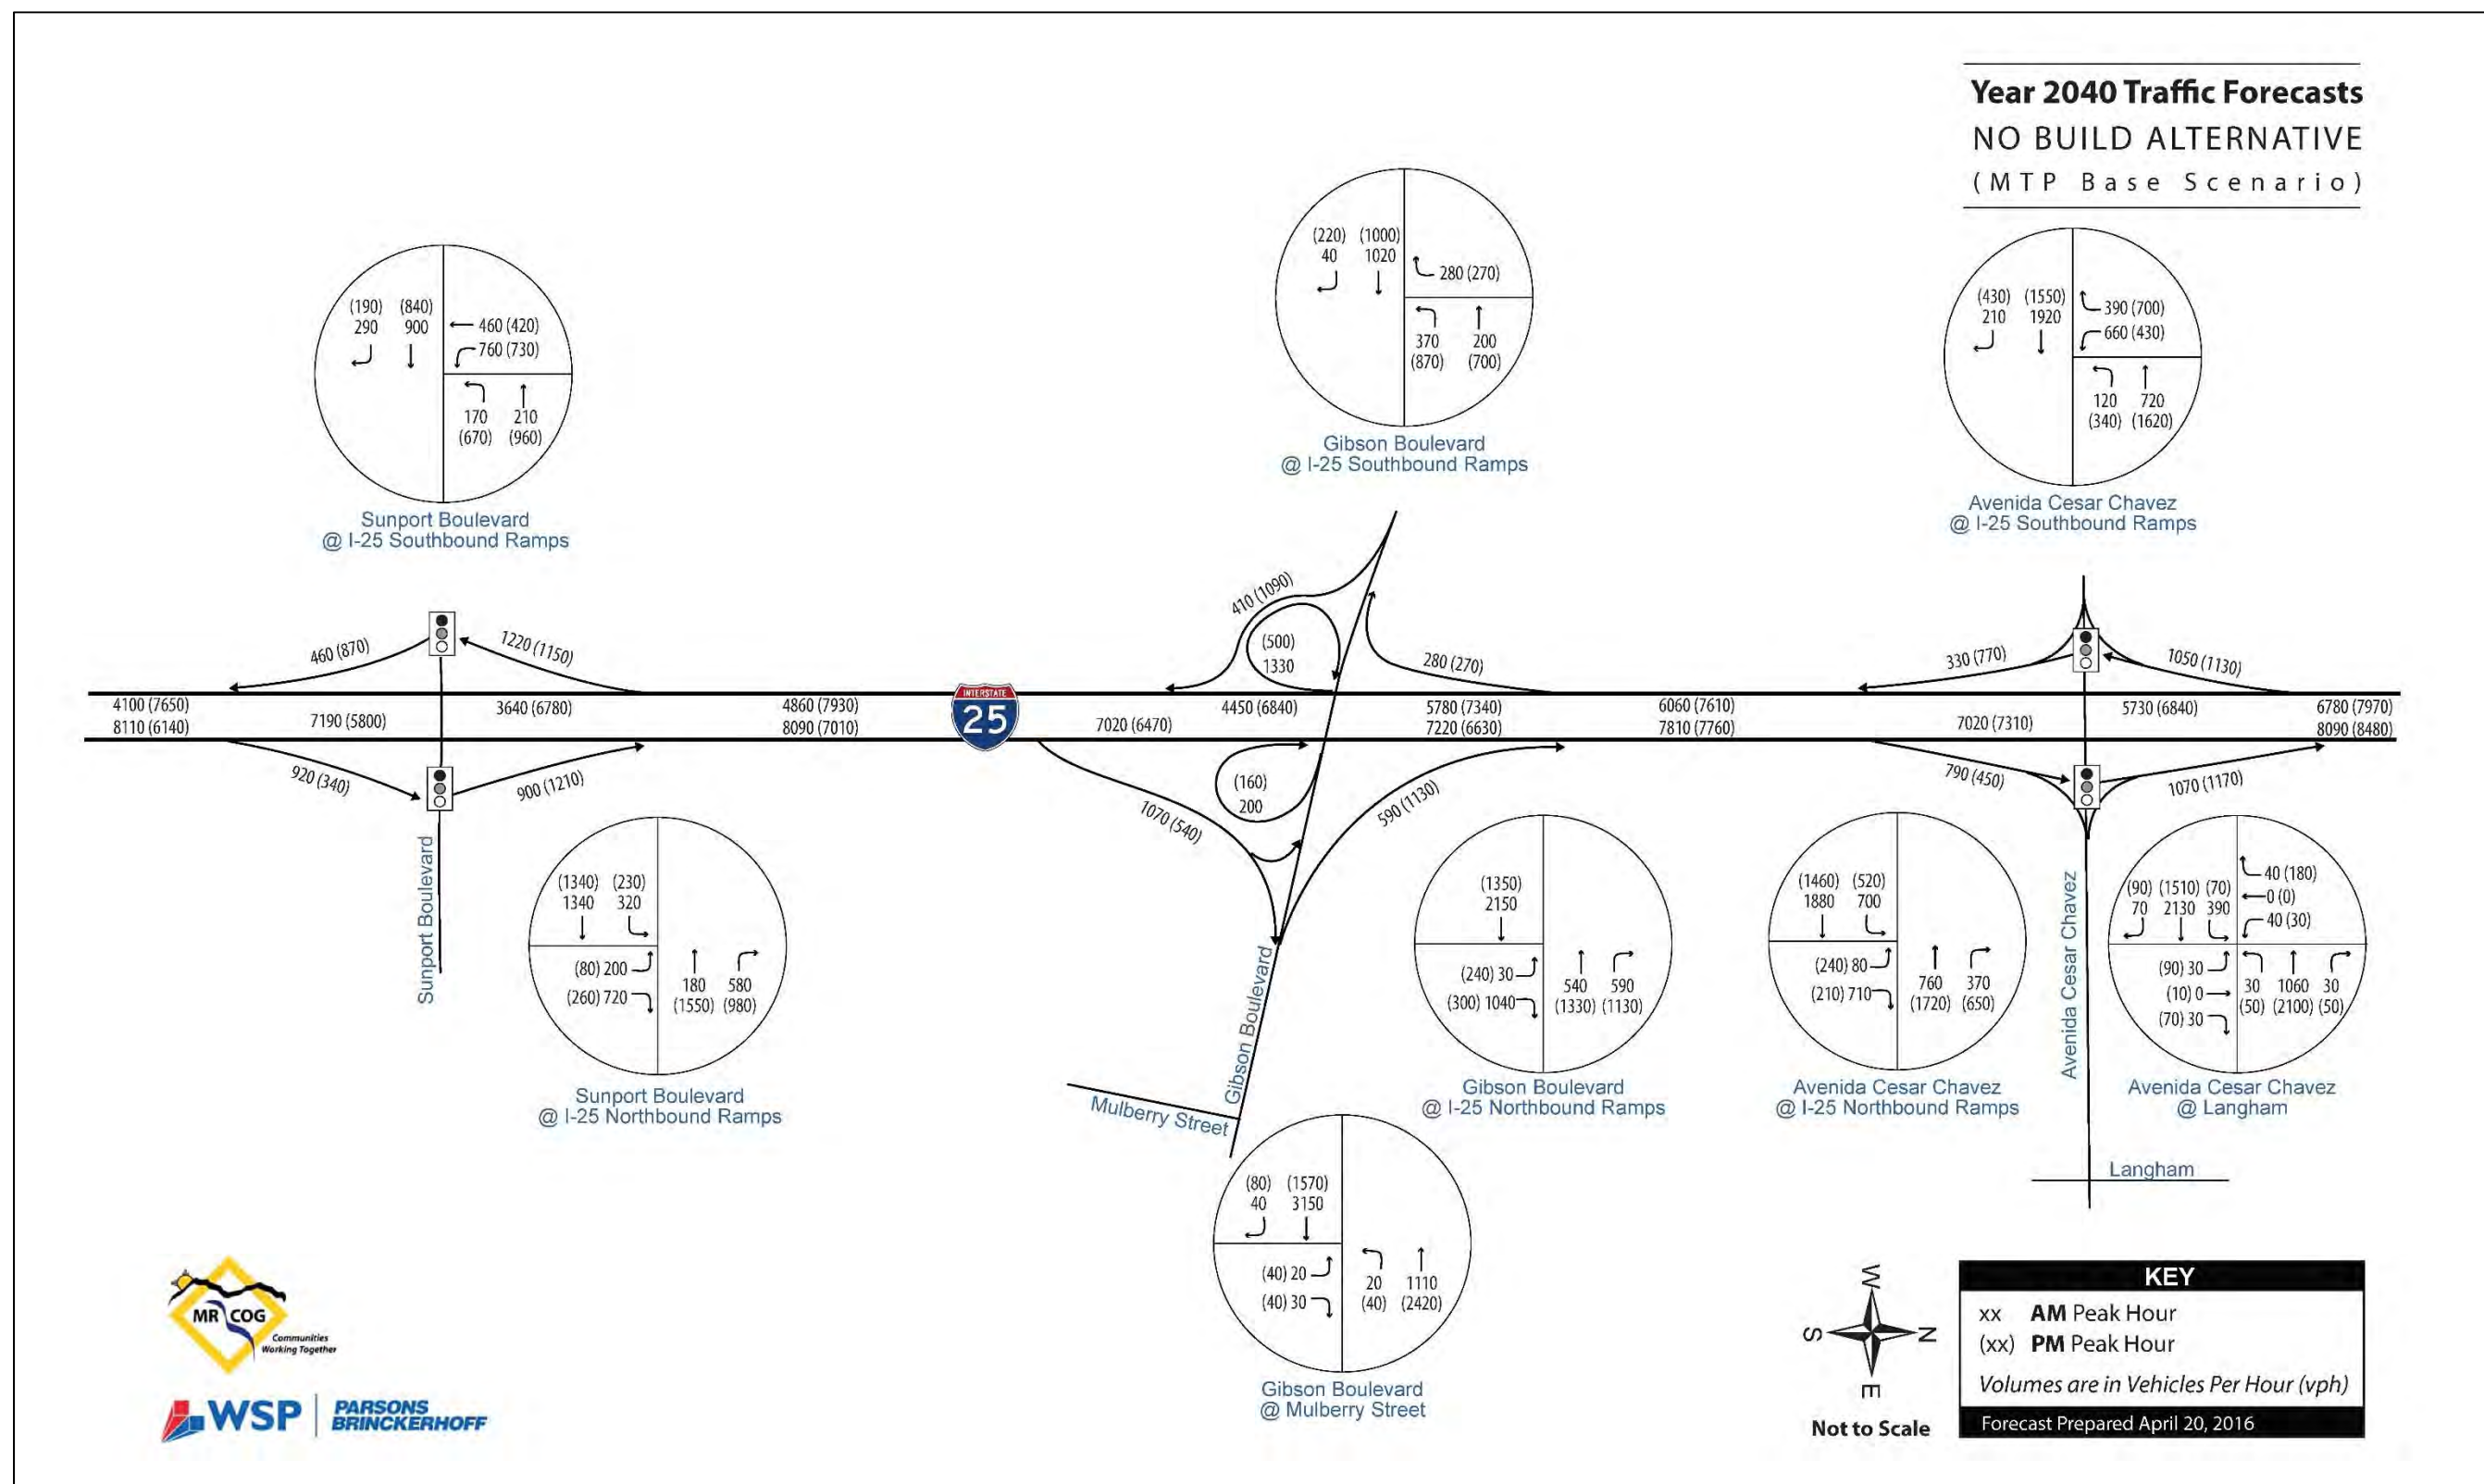 Year 2040 Traffic Forecasts
NO BUILD ALTERNATIVE
(MTP Base Scenario)
(190) (840)
290 900
460 (420)
760 (730)
170 210
(670) (960)
Sunport Boulevard
@ I-25 Southbound Ramps
(220) (1000)
40 1020
280 (270)
370 200
(870) (700)
Gibson Boulevard
@ I-25 Southbound Ramps
(430) (1550)
210 1920
390 (700)
660 (430)
120 720
(340) (1620)
Avenida Cesar Chavez
@ I-25 Southbound Ramps
460 (870)
1220 (1150)
410 (1090)
(500)
1330
280 (270)
330 (770)
1050 (1130)
4100 (7650)
8110 (6140)
7190 (5800)
3640 (6780)
4860 (7930)
8090 (7010)
INTERSTATE
25
7020 (6470)
4450 (6840)
5780 (7340)
7220 (6630)
6060 (7610)
7810 (7760)
7020 (7310)
5730 (6840)
6780 (7970)
8090 (8480)
920 (340)
900 (1210)
1070 (540)
(160)
200
590 (1130)
790 (450)
1070 (1170)
Sunport Boulevard
(1340) (230)
1340 320
(80) 200
(260) 720
180 580
(1550) (980)
Sunport Boulevard
@ I-25 Northbound Ramps
Gibson Boulevard
Mulberry Street
(1350)
2150
(240) 30
(300) 1040
540 590
(1330) (1130)
Gibson Boulevard
@ I-25 Northbound Ramps
(1460) (520)
1880 700
(240) 80
(210) 710
760 370
(1720) (650)
Avenida Cesar Chavez
@ I-25 Northbound Ramps
Avenida Cesar Chavez
(90) (1510) (70)
70 2130 390
40 (180)
0 (0)
40 (30)
(90) 30
(10) 0
(70) 30
30 1060 30
(50) (2100) (50)
Avenida Cesar Chavez
@ Langham
Langham
(80) (1570)
40 3150
(40) 20
(40) 30
20 1110
(40) (2420)
Gibson Boulevard
@ Mulberry Street
MR COG
Communities
Working Together
WSP
PARSONS
BRINCKERHOFF
W
S
N
E
Not to Scale
KEY
xx AM Peak Hour
(xx) PM Peak Hour
Volumes are in Vehicles Per Hour (vph)
Forecast Prepared April 20, 2016